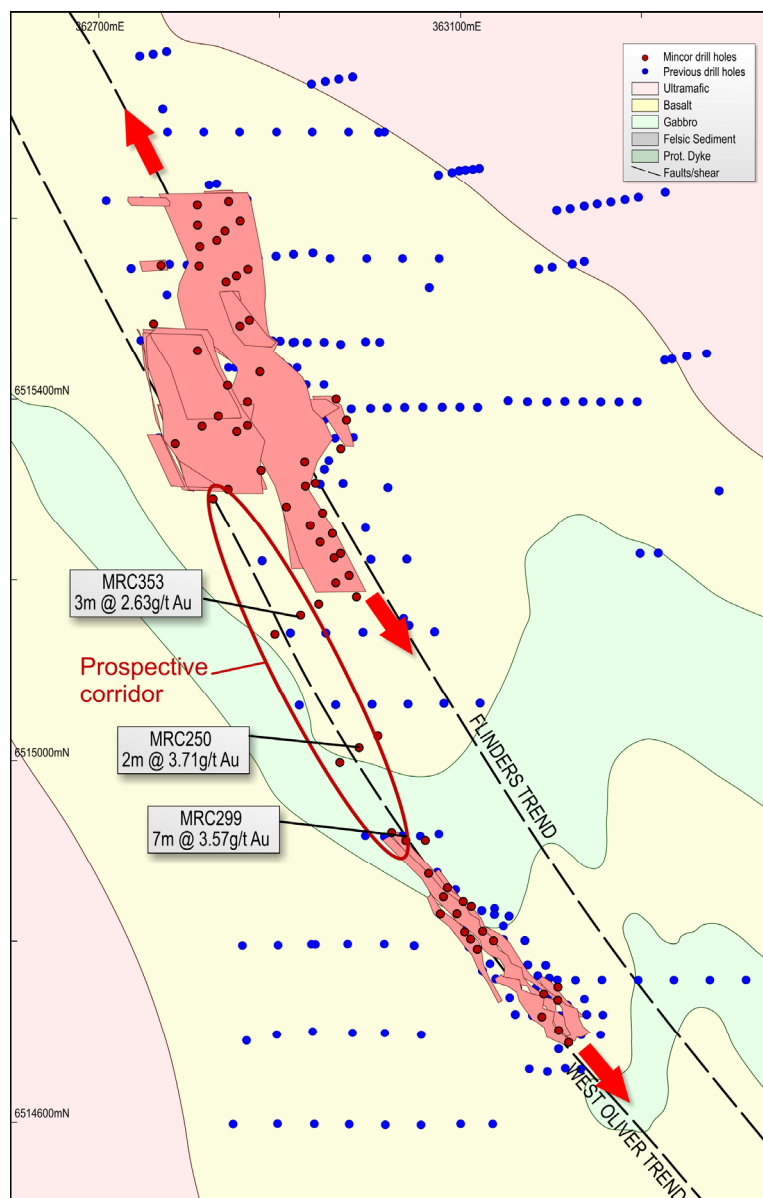 362700mE
363100mE
Mincor drill holes
Previous drill holes
Ultramafic
Basalt
Gabbro
Felsic Sediment
Prot. Dyke
Faults/shear
6515400mN
MRC353
3m @ 2.63g/t Au
Prospective
corridor
MRC250
2m @ 3.71g/t Au
6515000mN
FLINDERS TREND
MRC299
7m @ 3.57g/t Au
WEST OLIVER TREND
6514600mN